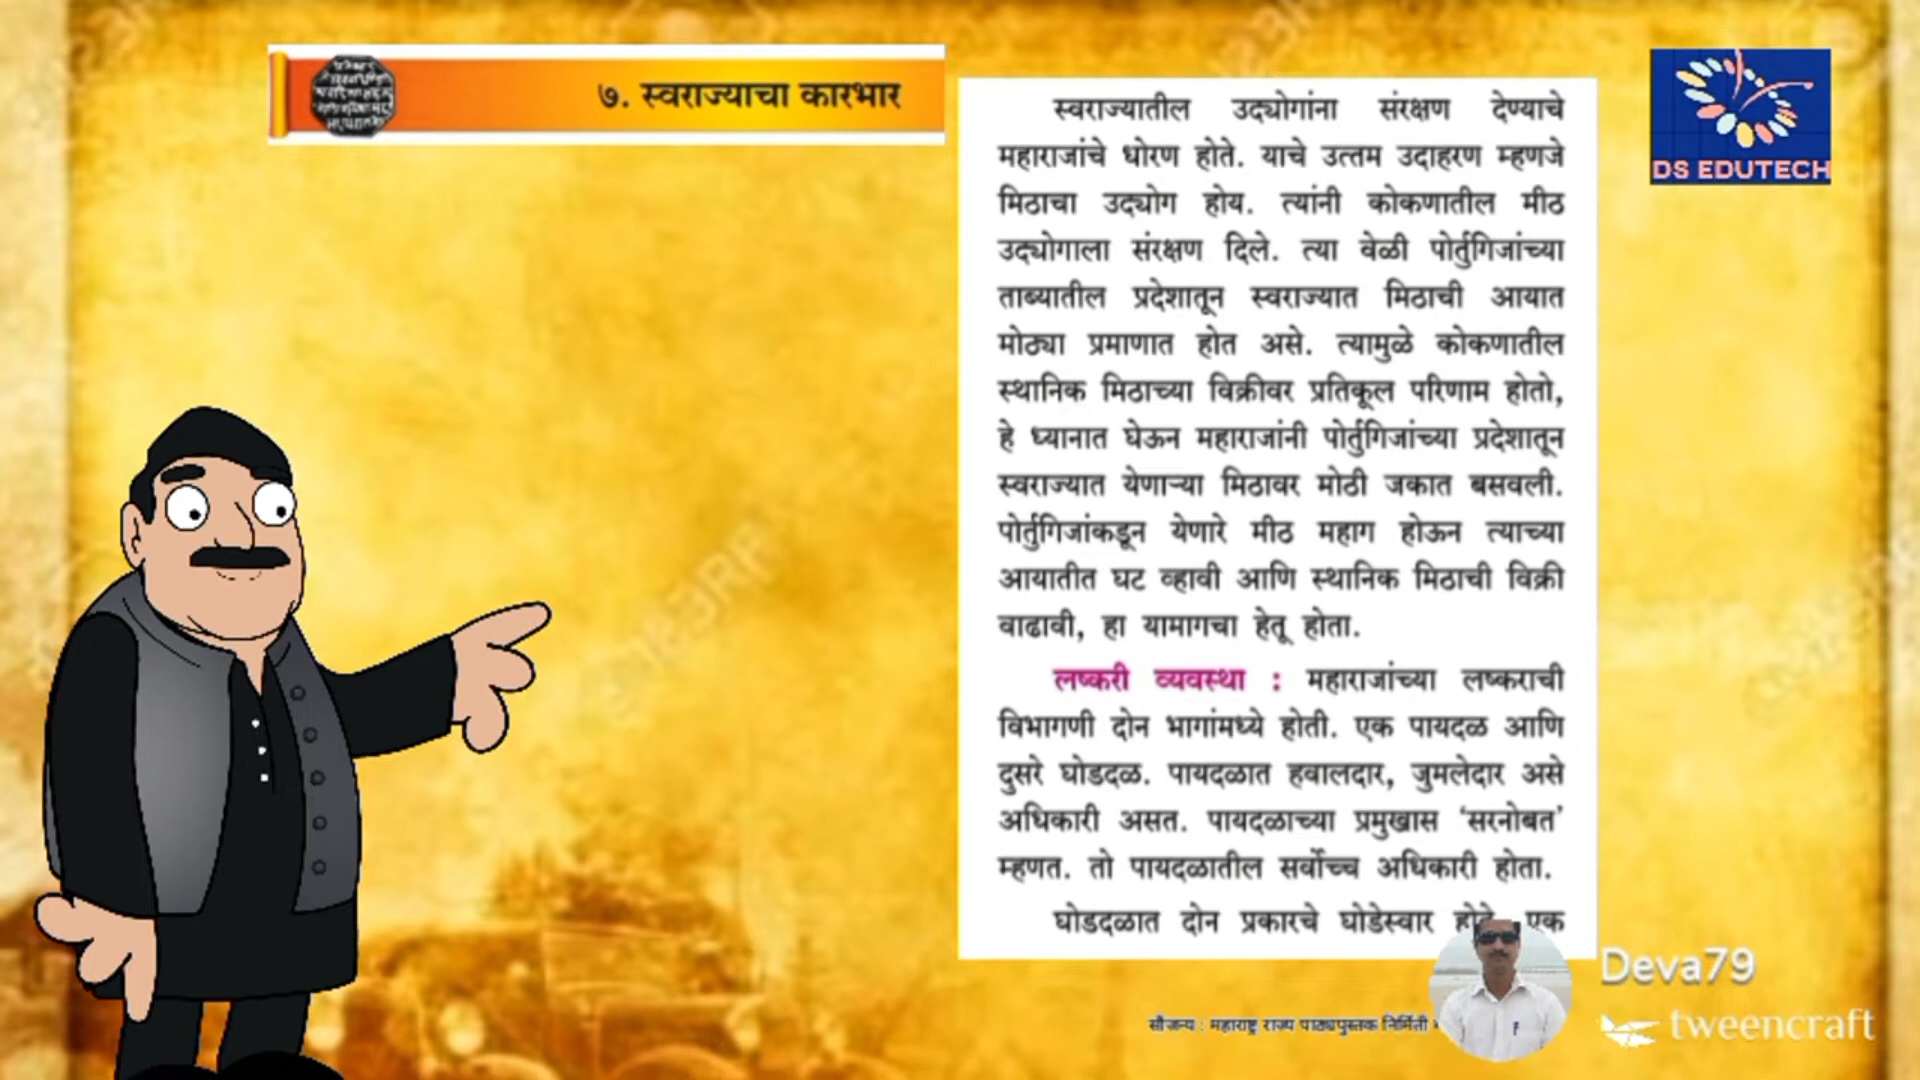 ७. स्वराज्याचा कारभार
स्वराज्यातील उद्योगांना संरक्षण देण्याचे
महाराजांचे धोरण होते. याचे उत्तम उदाहरण म्हणजे
मिठाचा उद्योग होय. त्यांनी कोकणातील मीठ
उद्योगाला संरक्षण दिले. त्या वेळी पोर्तुगिजांच्या
ताब्यातील प्रदेशातून स्वराज्यात मिठाची आयात
मोठ्या प्रमाणात होत असे. त्यामुळे कोकणातील
स्थानिक मिठाच्या विक्रीवर प्रतिकूल परिणाम होतो,
हे ध्यानात घेऊन महाराजांनी पोर्तुगिजांच्या प्रदेशातून
स्वराज्यात येणाऱ्या मिठावर मोठी जकात बसवली.
पोर्तुगिजांकडून येणारे मीठ महाग होऊन त्याच्या
आयातीत घट व्हावी आणि स्थानिक मिठाची विक्री
वाढावी, हा यामागचा हेतू होता.
लष्करी व्यवस्था : महाराजांच्या लष्कराची
विभागणी दोन भागांमध्ये होती. एक पायदळ आणि
दुसरे घोडदळ. पायदळात हवालदार, जुमलेदार असे
अधिकारी असत. पायदळाच्या प्रमुखास ‘सरनोबत’
म्हणत. तो पायदळातील सर्वोच्च अधिकारी होता.
घोडदळात दोन प्रकारचे घोडेस्वार होते. एक
DS EDUTECH
सौजन्य : महाराष्ट्र राज्य पाठ्यपुस्तक निर्मिती
Deva79
tweencraft